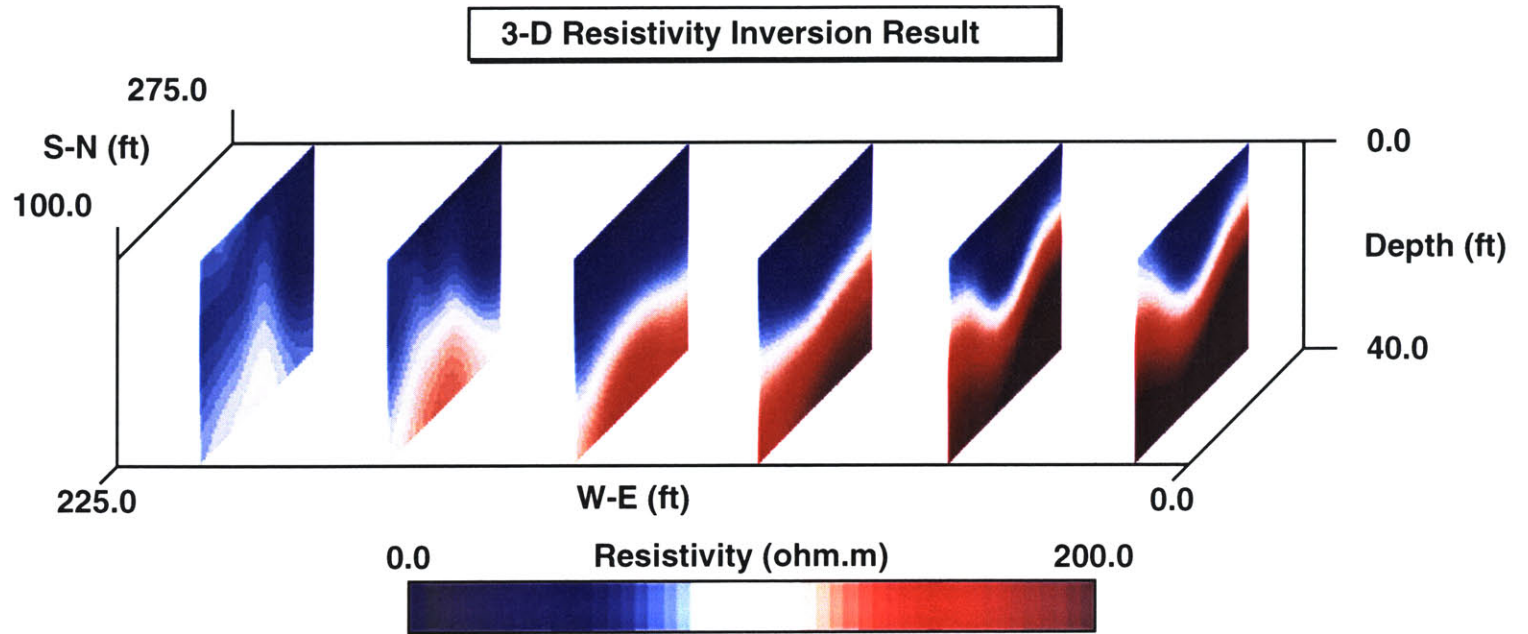 3-D Resistivity Inversion Result
275.0
S-N (ft)
100.0
0.0
Depth (ft)
40.0
225.0
W-E (ft)
0.0
0.0
Resistivity (ohm.m)
200.0